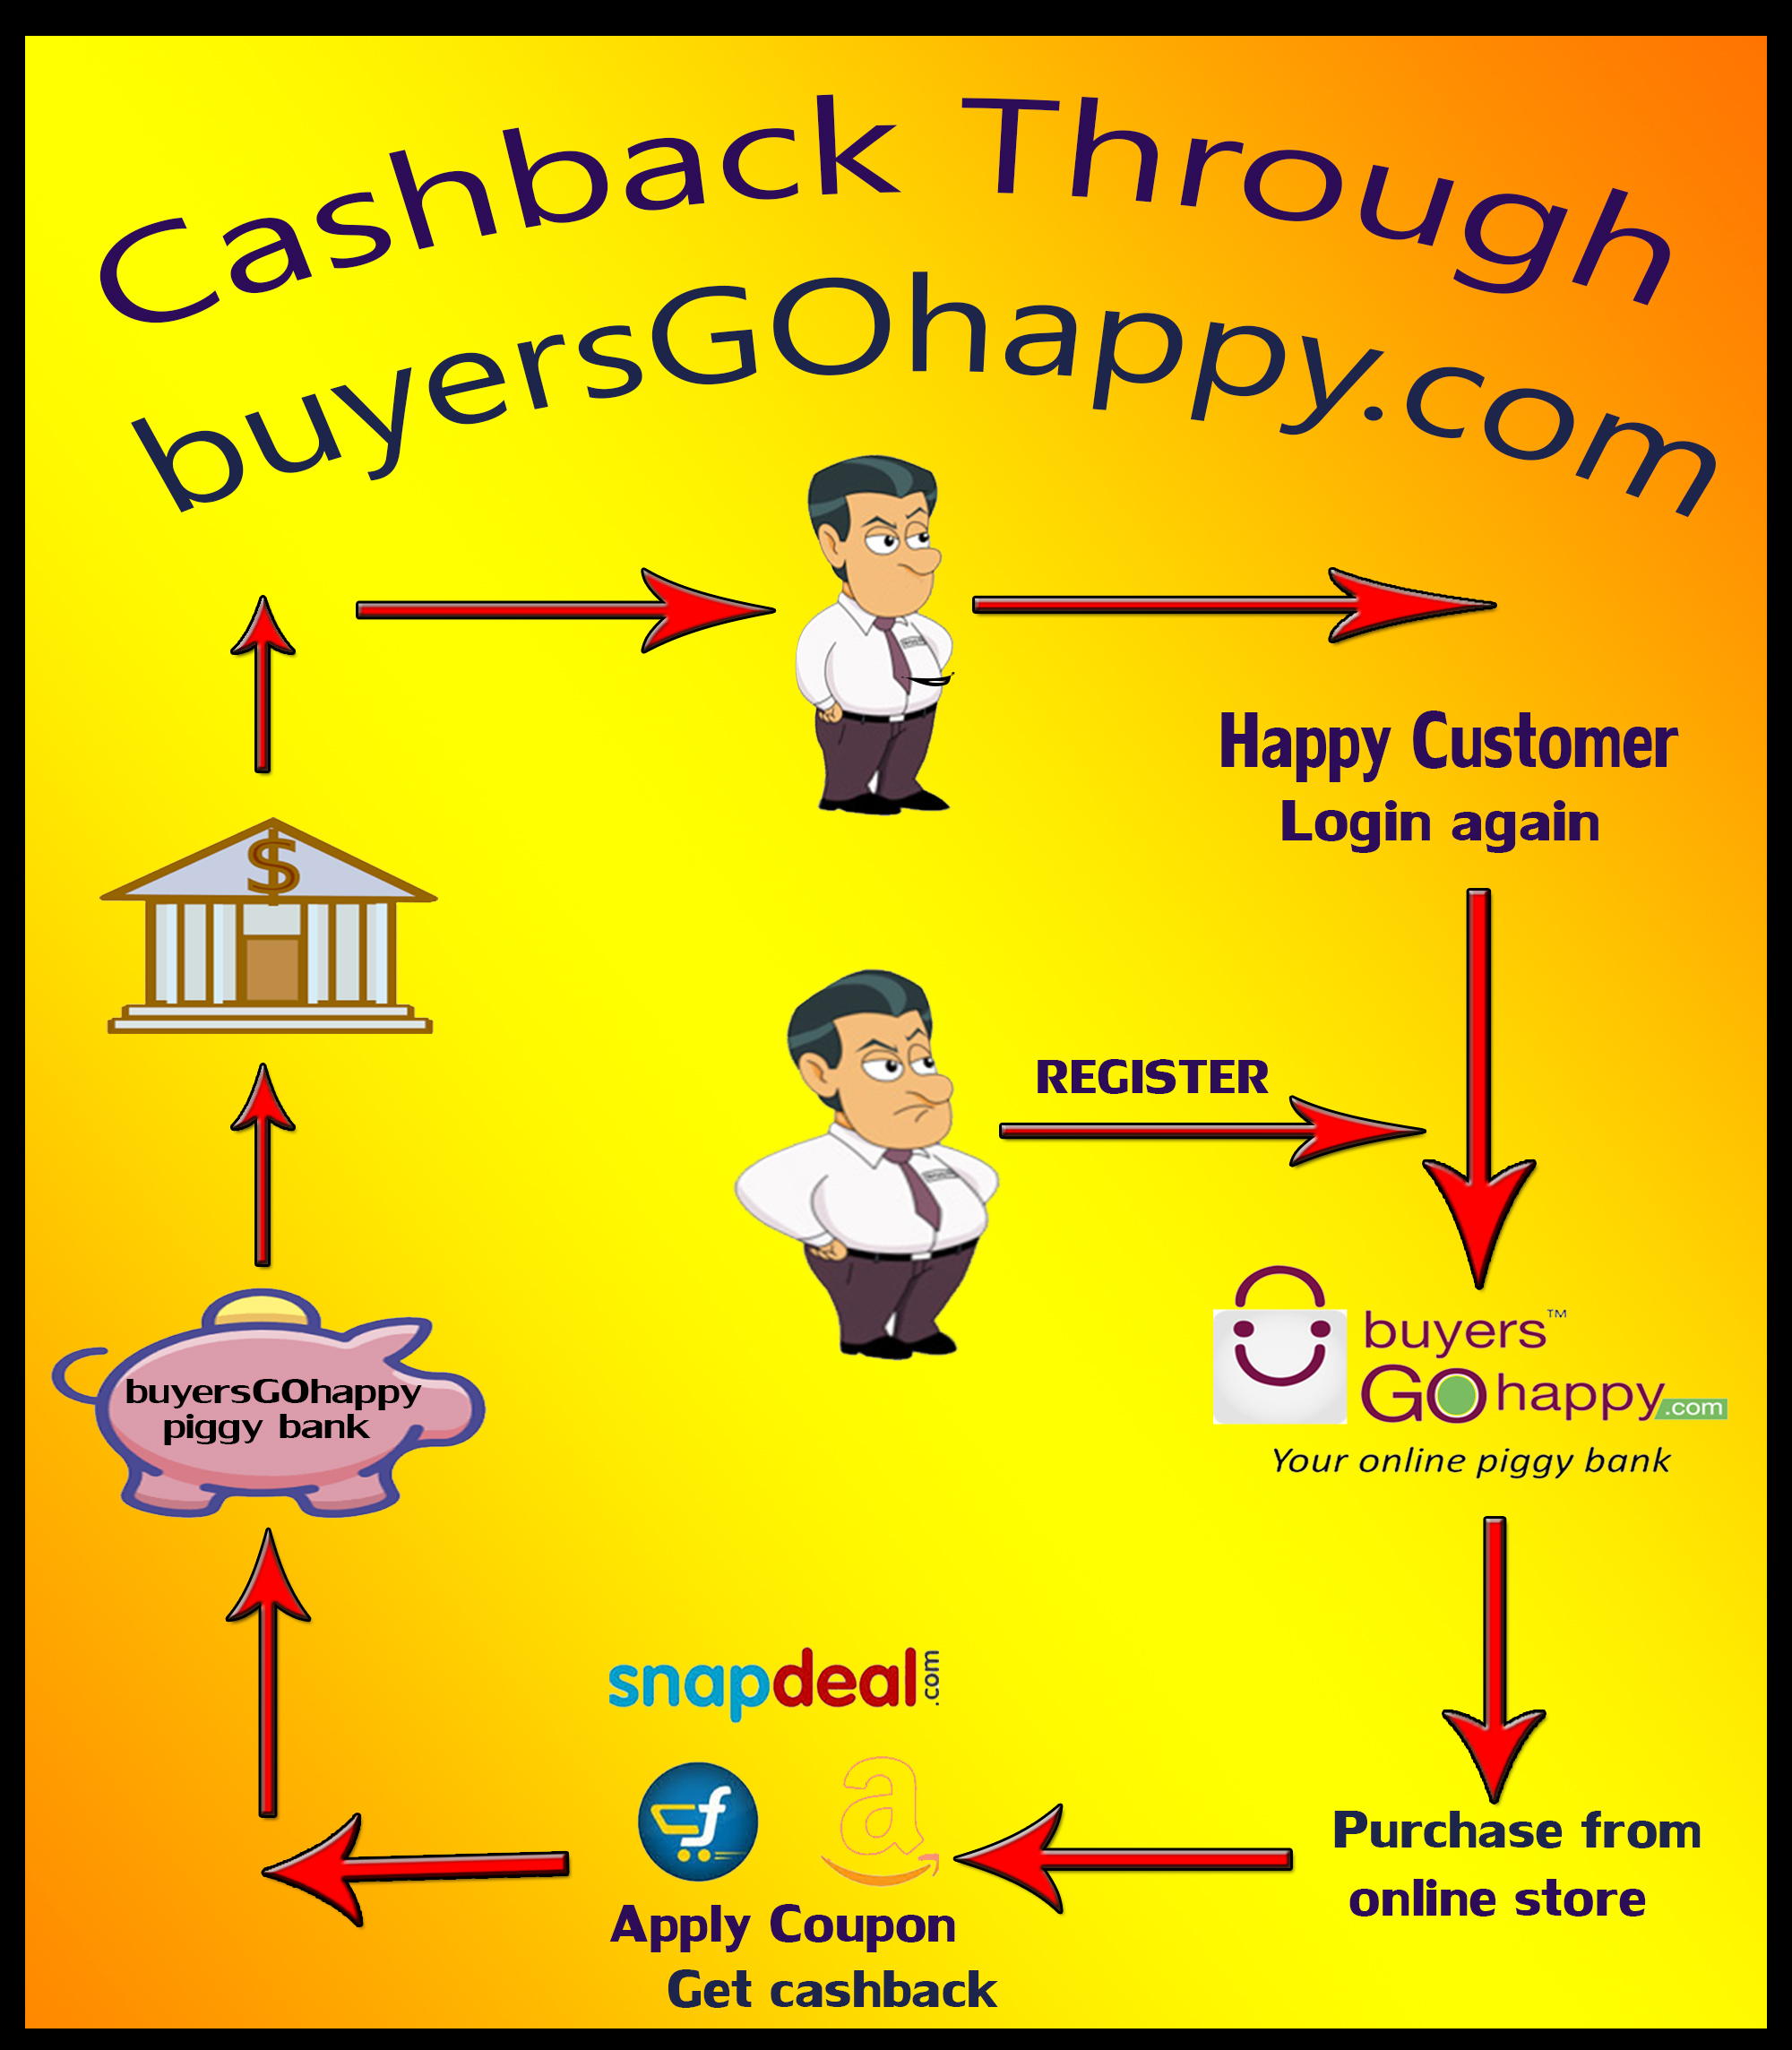 Cashback Through
buyersGOhappy.com
Happy Customer
Login again
$
REGISTER
buyers™
GOhappy.com
Your online piggy bank
buyersGOhappy
piggy bank
snapdeal.com
f
a
Purchase from
online store
Apply Coupon
Get cashback